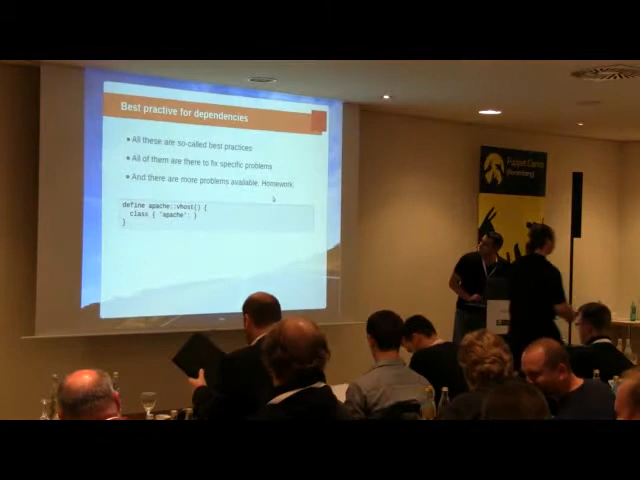 Best practive for dependencies
All these are so-called best practices
All of them are there to fix specific problems
And there are more problems available. Homework.
define apache::vhost() {
class { 'apache': }
}
Puppet Camp
(Nuremberg)